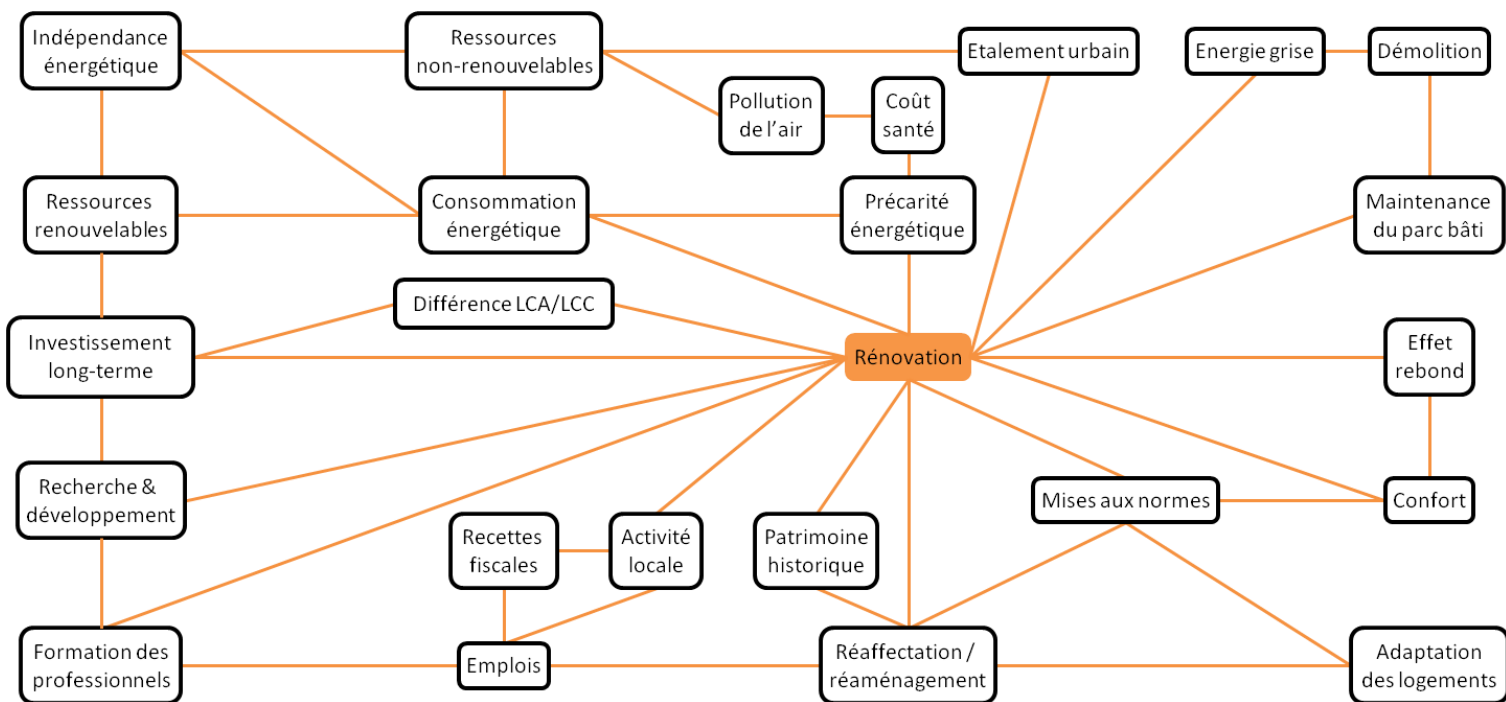 Indépendance
énergétique
Ressources
non-renouvelables
Etalement urbain
Energie grise
Démolition
Pollution
de l’air
Coût
santé
Ressources
renouvelables
Consommation
énergétique
Précarité
énergétique
Maintenance
du parc bâti
Différence LCA/LCC
Investissement
long-terme
Rénovation
Effet
rebond
Recherche &
développement
Mises aux normes
Confort
Recettes
fiscales
Activité
locale
Patrimoine
historique
Formation des
professionnels
Emplois
Réaffectation /
réaménagement
Adaptation
des logements